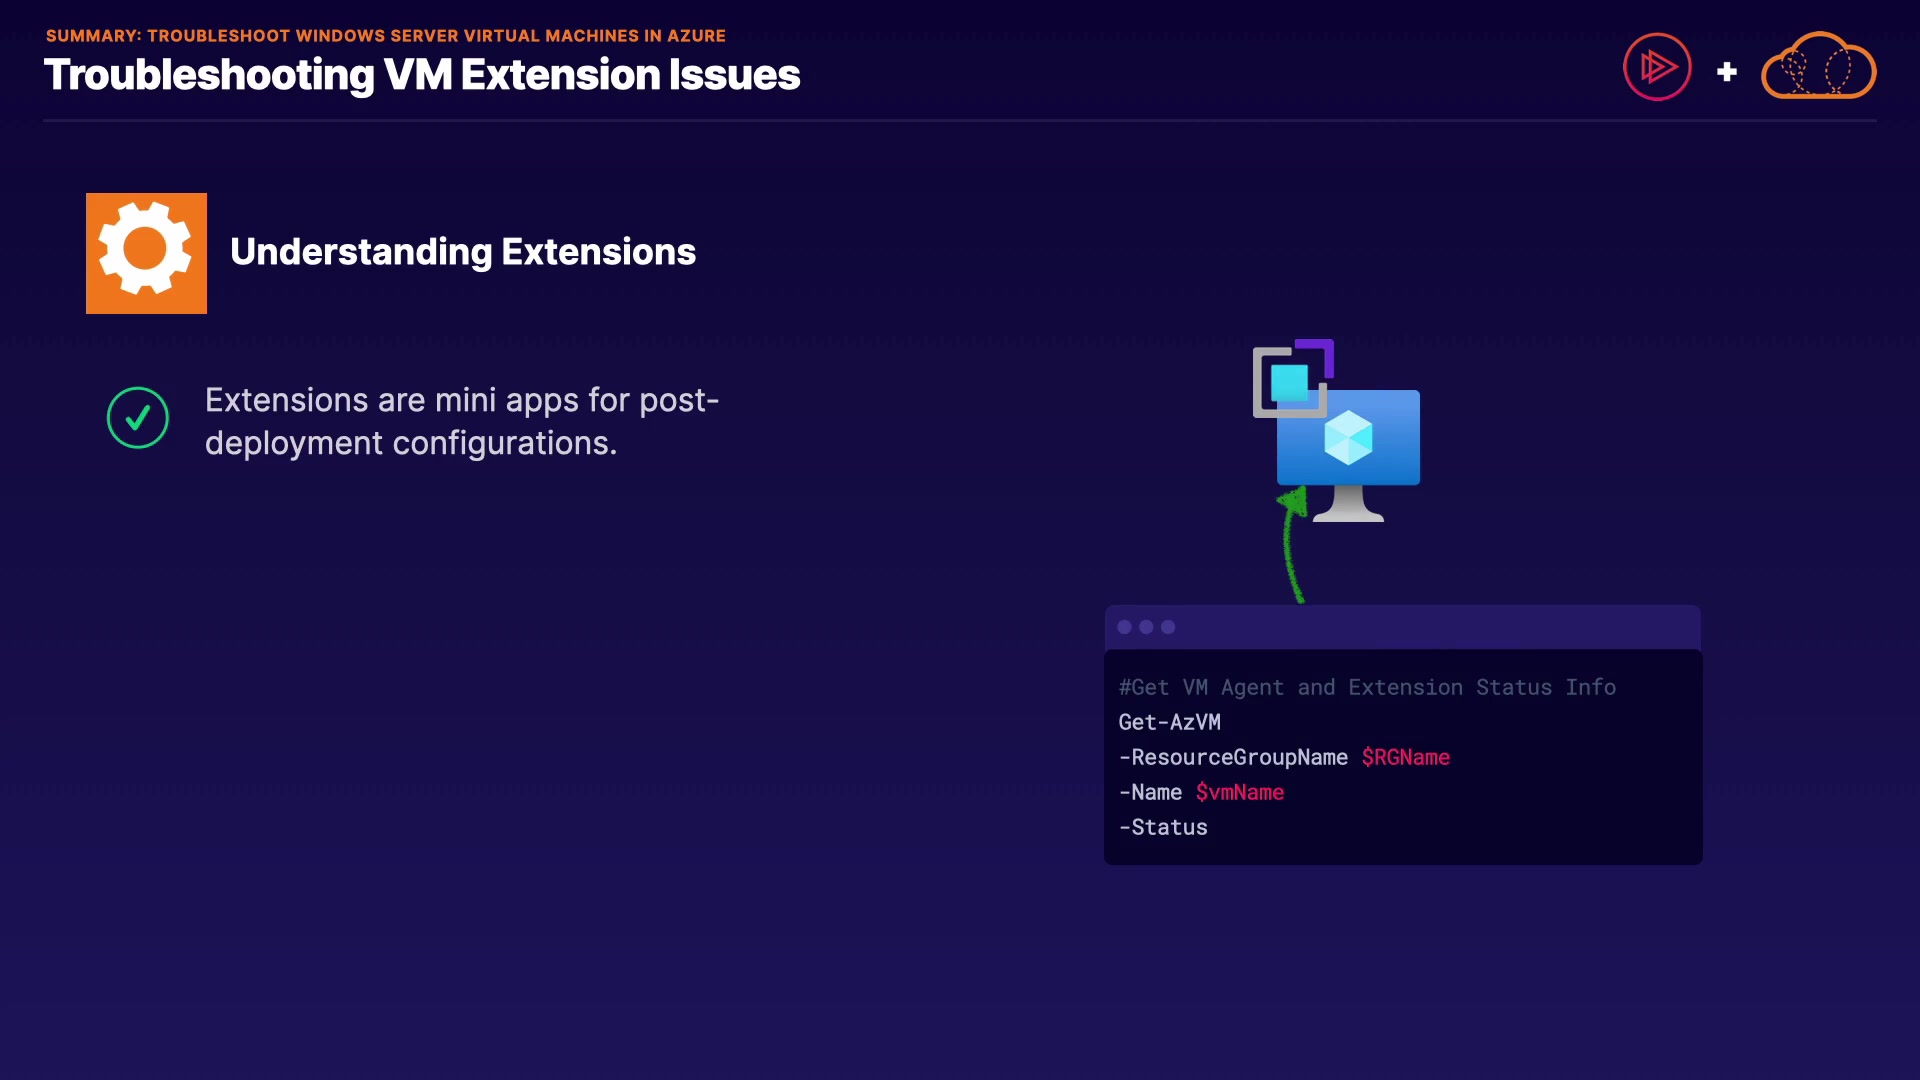 SUMMARY: TROUBLESHOOT WINDOWS SERVER VIRTUAL MACHINES IN AZURE
Troubleshooting VM Extension Issues
Understanding Extensions
Extensions are mini apps for post-
deployment configurations.
#Get VM Agent and Extension Status Info
Get-AzVM
-ResourceGroupName $RGName
-Name $vmName
-Status